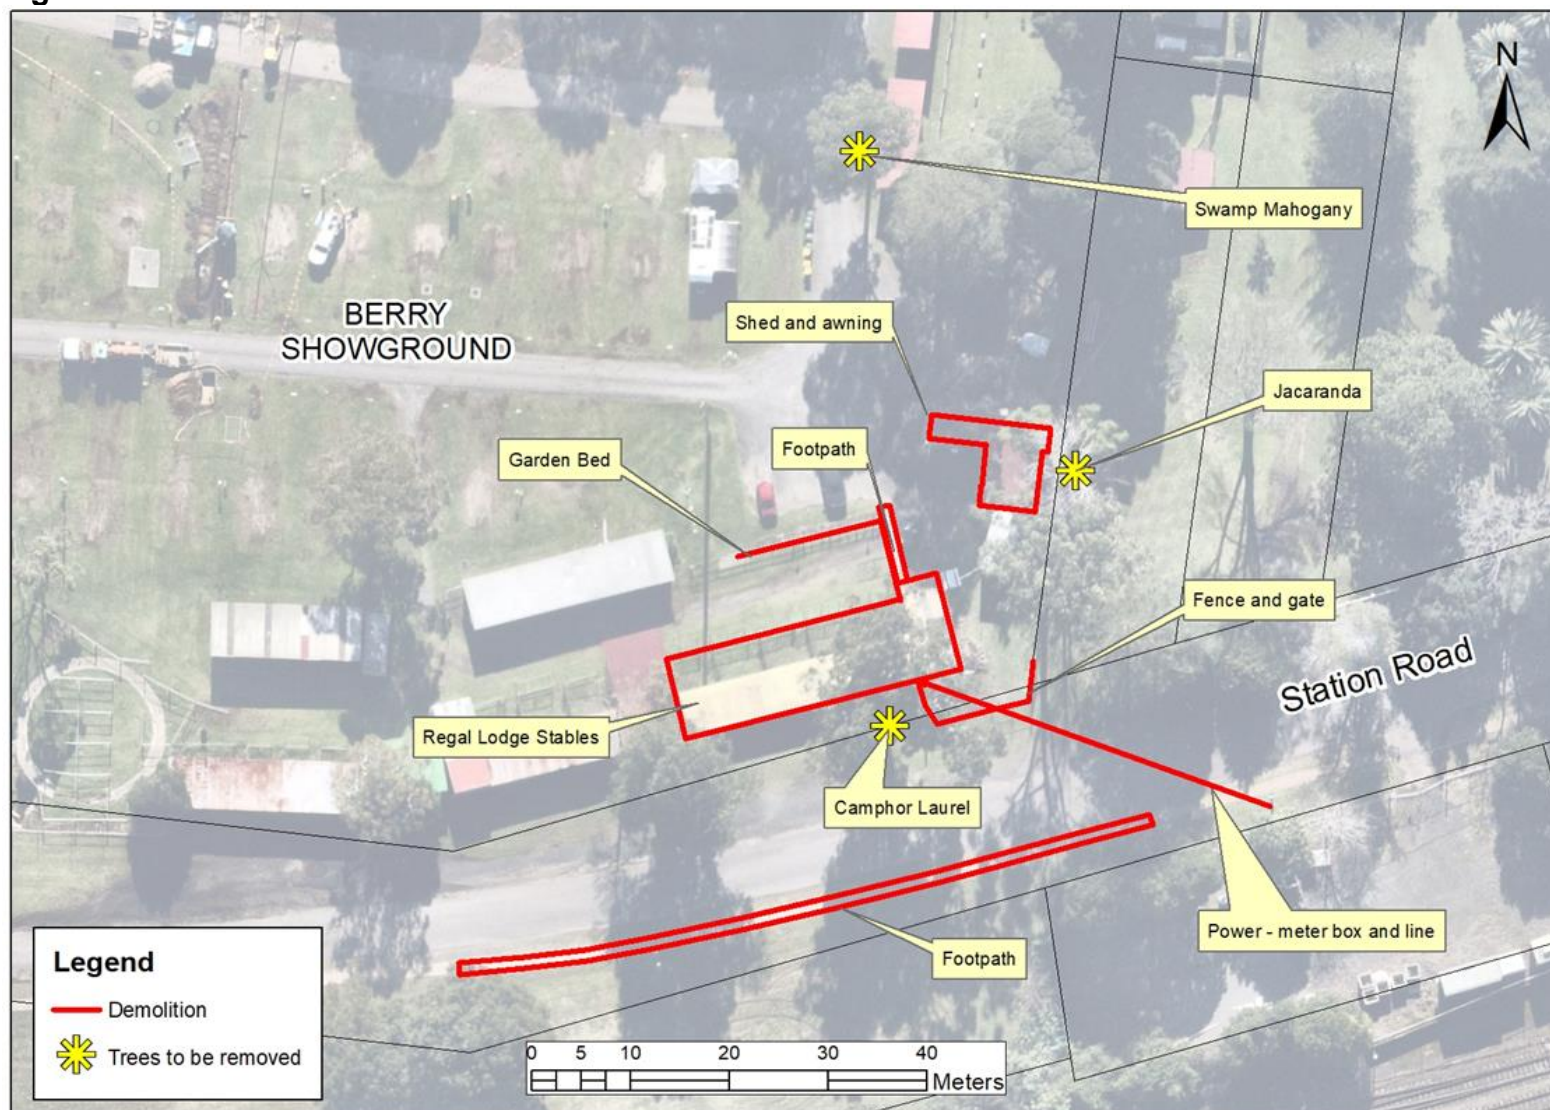 N
Swamp Mahogany
BERRY
SHOWGROUND
Shed and awning
Jacaranda
Footpath
Garden Bed
Fence and gate
Station Road
Regal Lodge Stables
Camphor Laurel
Power - meter box and line
Footpath
Legend
Demolition
Trees to be removed
0 5 10 20 30 40
Meters